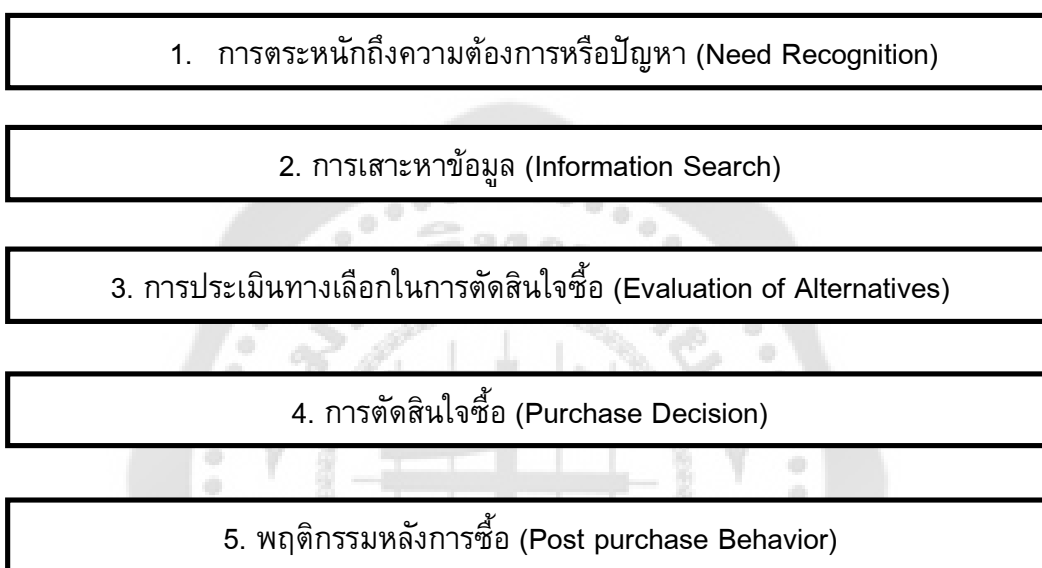 1. การตระหนักถึงความต้องการหรือปัญหา (Need Recognition)
2. การเสาะหาข้อมูล (Information Search)
3. การประเมินทางเลือกในการตัดสินใจซื้อ (Evaluation of Alternatives)
4. การตัดสินใจซื้อ (Purchase Decision)
5. พฤติกรรมหลังการซื้อ (Post purchase Behavior)